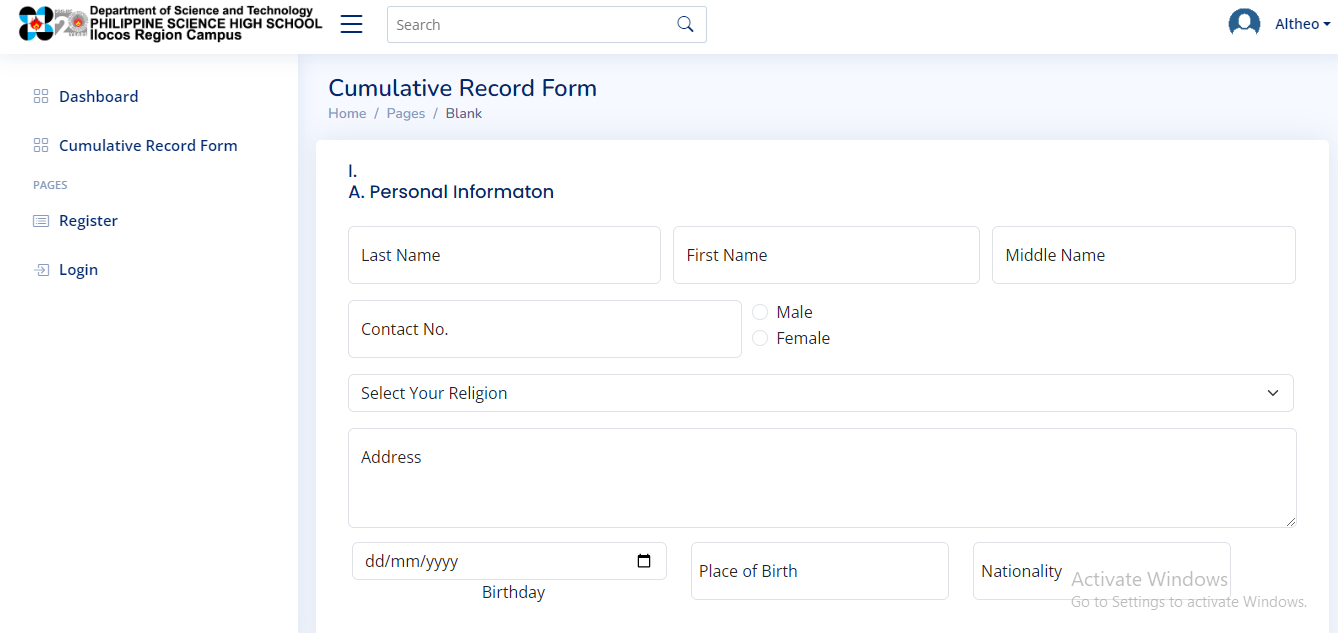 Department of Science and Technology
PHILIPPINE SCIENCE HIGH SCHOOL
Ilocos Region Campus
Search
Altheo
Dashboard
Cumulative Record Form
PAGES
Register
Login
Cumulative Record Form
Home / Pages / Blank
I.
A. Personal Informaton
Last Name
First Name
Middle Name
Contact No.
Male
Female
Select Your Religion
Address
dd/mm/yyyy
Birthday
Place of Birth
Nationality
Activate Windows
Go to Settings to activate Windows.